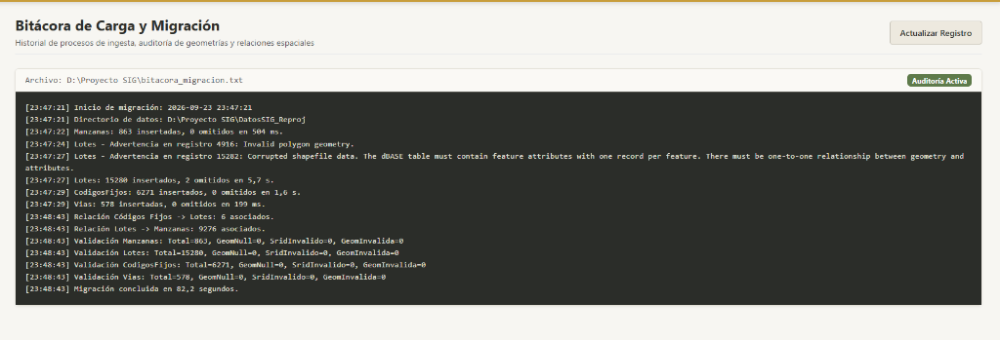 Bitácora de Carga y Migración
Historial de procesos de ingesta, auditoría de geometrías y relaciones espaciales
Actualizar Registro
Archivo: D:\Proyecto SIG\bitacora_migracion.txt
Auditoría Activa
[23:47:21] Inicio de migración: 2026-09-23 23:47:21
[23:47:21] Directorio de datos: D:\Proyecto SIG\DatosSIG_Reproj
[23:47:22] Manzanas: 863 insertadas, 0 omitidos en 504 ms.
[23:47:24] Lotes - Advertencia en registro 4916: Invalid polygon geometry.
[23:47:27] Lotes - Advertencia en registro 15282: Corrupted shapefile data. The dBASE table must contain feature attributes with one record per feature. There must be one-to-one relationship between geometry and
attributes.
[23:47:27] Lotes: 15280 insertados, 2 omitidos en 5,7 s.
[23:47:29] CodigosFijos: 6271 insertados, 0 omitidos en 1,6 s.
[23:47:29] Vias: 578 insertadas, 0 omitidos en 199 ms.
[23:48:43] Relación Códigos Fijos -> Lotes: 6 asociados.
[23:48:43] Relación Lotes -> Manzanas: 9276 asociados.
[23:48:43] Validación Manzanas: Total=863, GeomNull=0, SridInvalido=0, GeomInvalida=0
[23:48:43] Validación Lotes: Total=15280, GeomNull=0, SridInvalido=0, GeomInvalida=0
[23:48:43] Validación CodigosFijos: Total=6271, GeomNull=0, SridInvalido=0, GeomInvalida=0
[23:48:43] Validación Vias: Total=578, GeomNull=0, SridInvalido=0, GeomInvalida=0
[23:48:43] Migración concluida en 82,2 segundos.